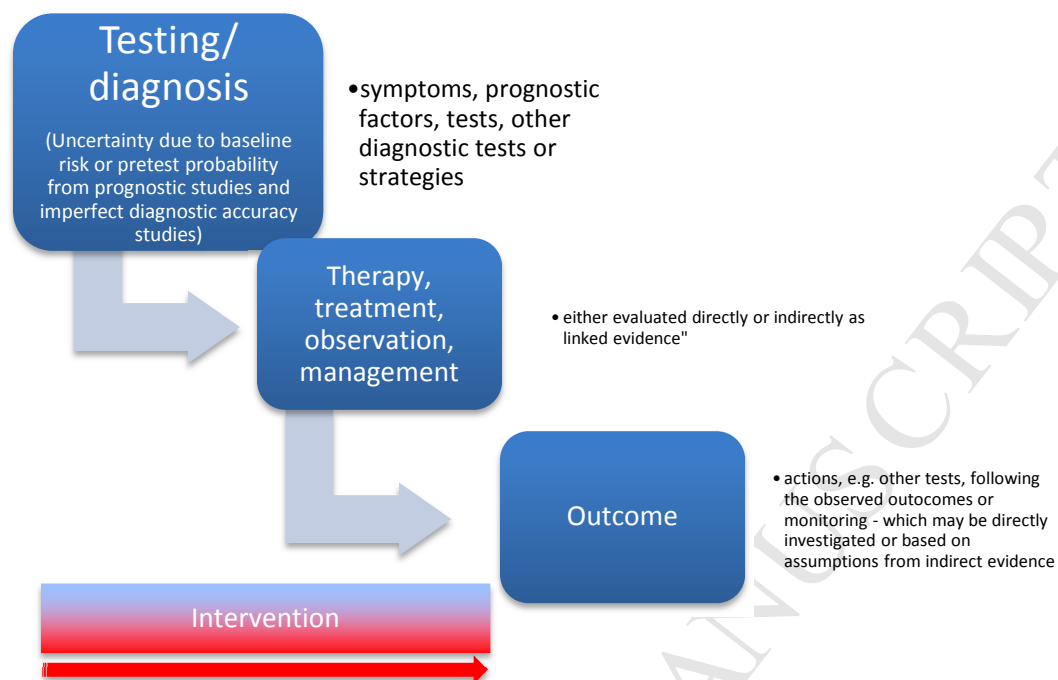 Testing/
diagnosis
(Uncertainty due to baseline
risk or pretest probability
from prognostic studies and
imperfect diagnostic accuracy
studies)
•symptoms, prognostic
factors, tests, other
diagnostic tests or
strategies
Therapy,
treatment,
observation,
management
• either evaluated directly or indirectly as
linked evidence"
Outcome
• actions, e.g. other tests, following
the observed outocomes or
monitoring - which may be directly
investigated or based on
assumptions from indirect evidence
Intervention